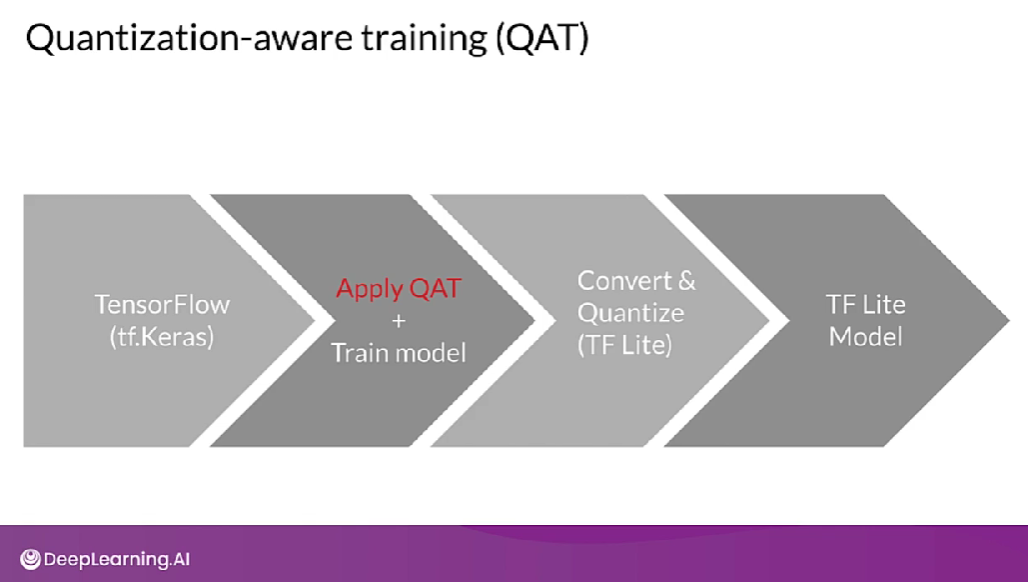 Quantization-aware training (QAT)
TensorFlow
(tf.Keras)
Apply QAT
+
Train model
Convert &
Quantize
(TF Lite)
TF Lite
Model
DeepLearning.AI